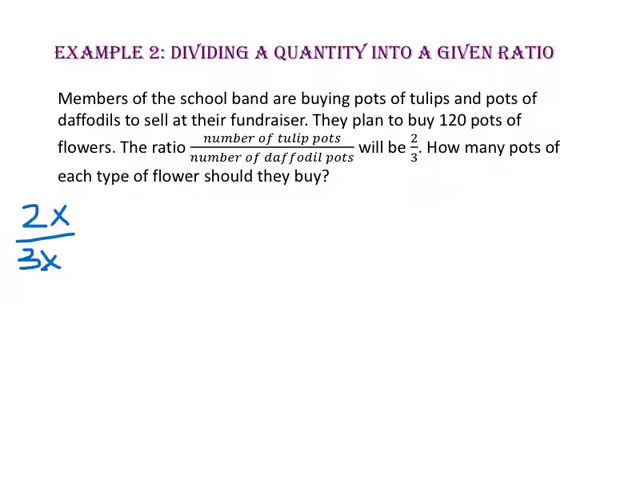 EXAMPLE 2: DIVIDING A QUANTITY INTO A GIVEN RATIO
Members of the school band are buying pots of tulips and pots of
daffodils to sell at their fundraiser. They plan to buy 120 pots of
flowers. The ratio number of tulip pots / number of daffodil pots will be 2/3. How many pots of
each type of flower should they buy?
2x
3x